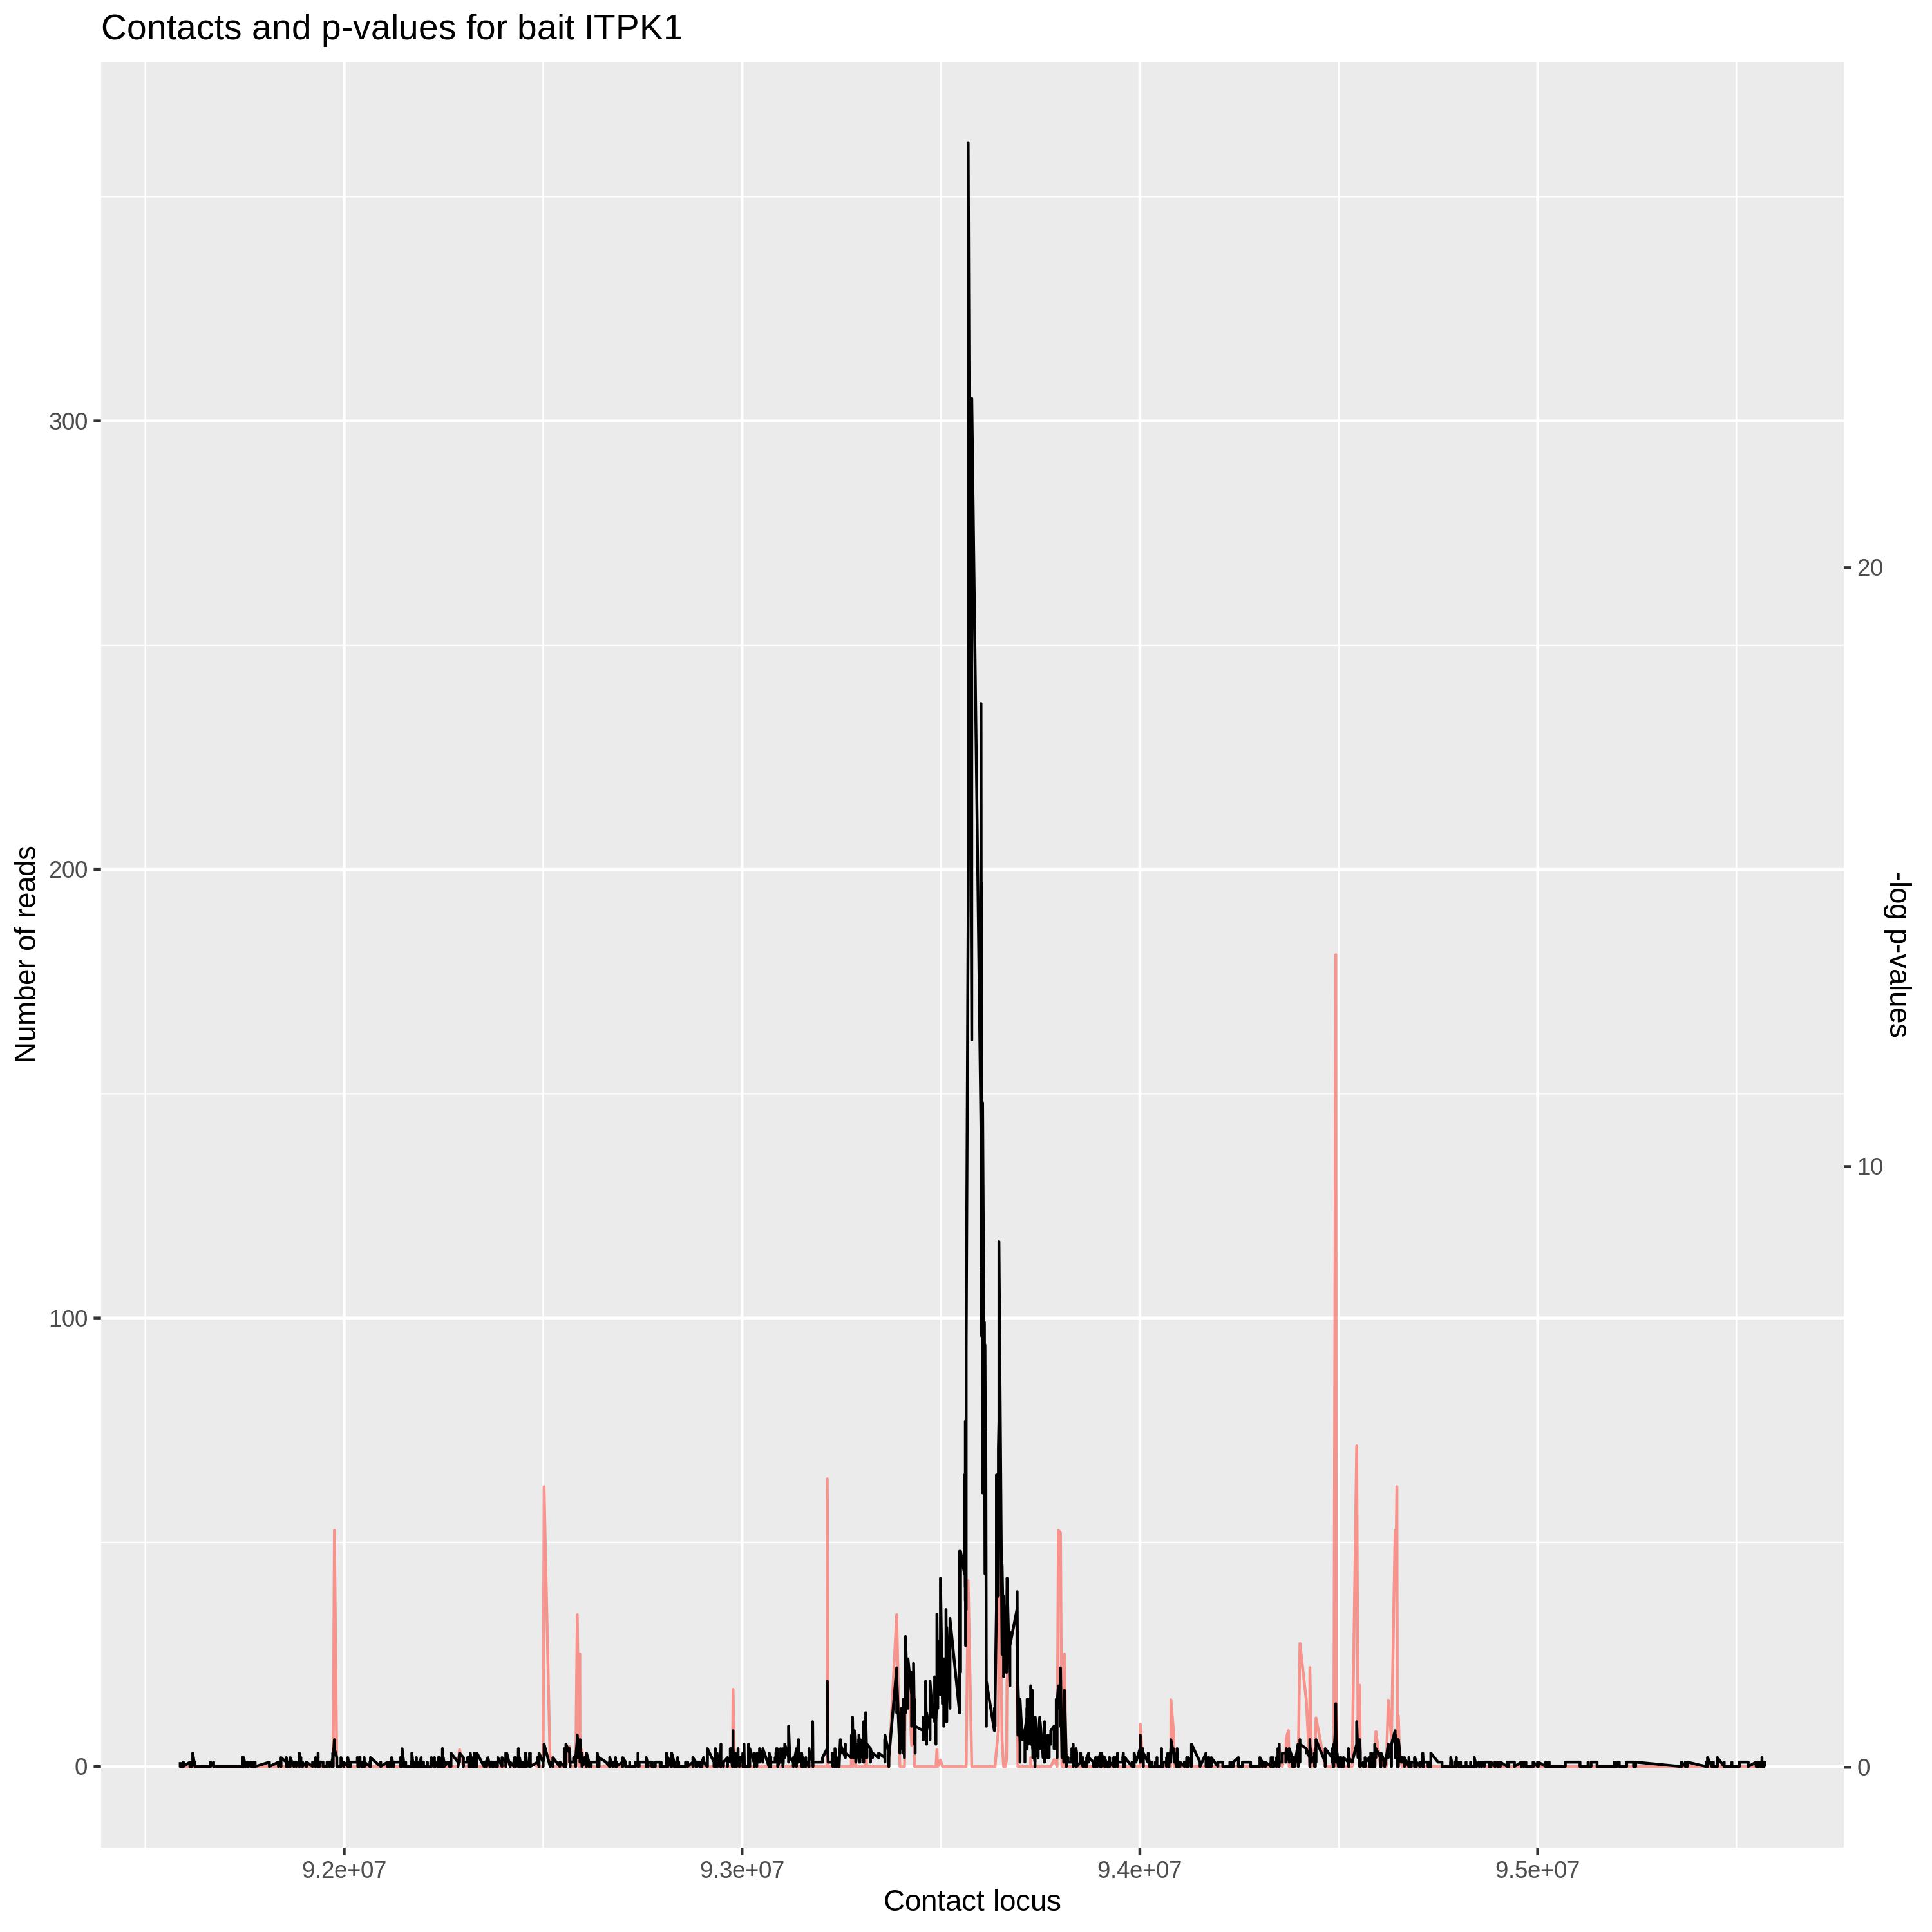 Contacts and p-values for bait ITPK1
Number of reads
300
200
100
0
20
10
0
-log p-values
9.2e+07 9.3e+07 9.4e+07 9.5e+07
Contact locus